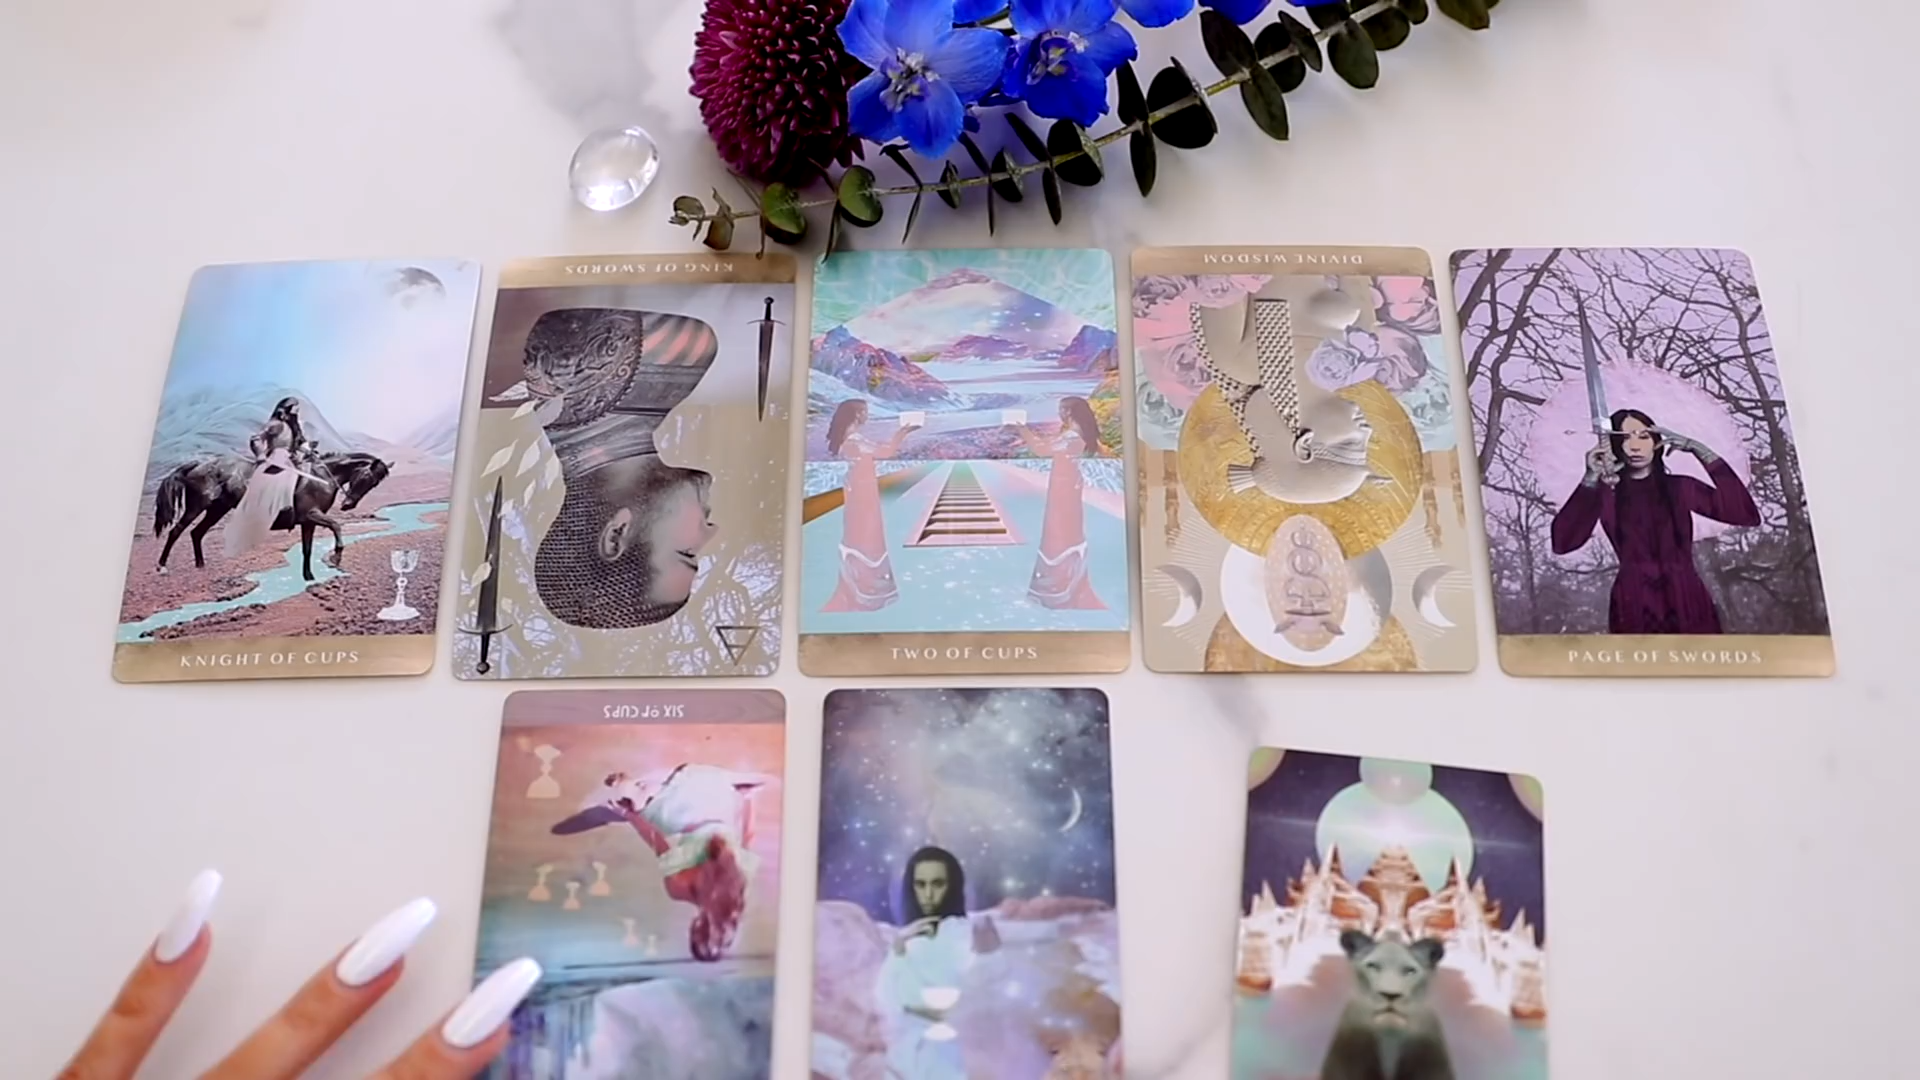 KING OF SWORDS
DIVINE WISDOM
KNIGHT OF CUPS
TWO OF CUPS
PAGE OF SWORDS
SIX OF CUPS